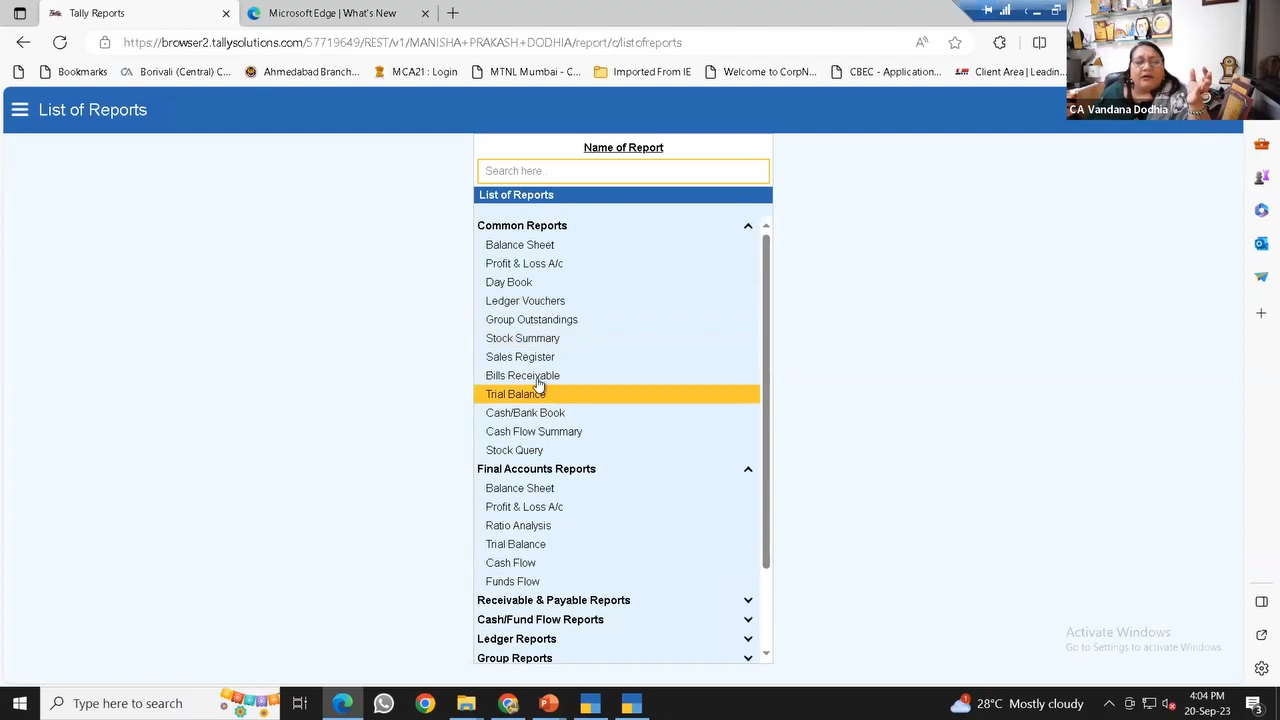 Tally Reports
Microsoft Edge | What's New
https://browser2.tallysolutions.com/57719649/REST/v1/MANISHA+PRAKASH+DODHIA/report/c/listofreports
Bookmarks
CA Borivali (Central) C...
Ahmedabad Branch...
MCA21 : Login
MTNL Mumbai - C...
Imported From IE
Welcome to CorpN...
CBEC - Application...
Client Area | Leadin...
CA Vandana Dodhia
List of Reports
Name of Report
Search here..
List of Reports
Common Reports
Balance Sheet
Profit & Loss A/c
Day Book
Ledger Vouchers
Group Outstandings
Stock Summary
Sales Register
Bills Receivable
Trial Balance
Cash/Bank Book
Cash Flow Summary
Stock Query
Final Accounts Reports
Balance Sheet
Profit & Loss A/c
Ratio Analysis
Trial Balance
Cash Flow
Funds Flow
Receivable & Payable Reports
Cash/Fund Flow Reports
Ledger Reports
Group Reports
Activate Windows
Go to Settings to activate Windows.
Type here to search
28°C Mostly cloudy
4:04 PM
20-Sep-23
3